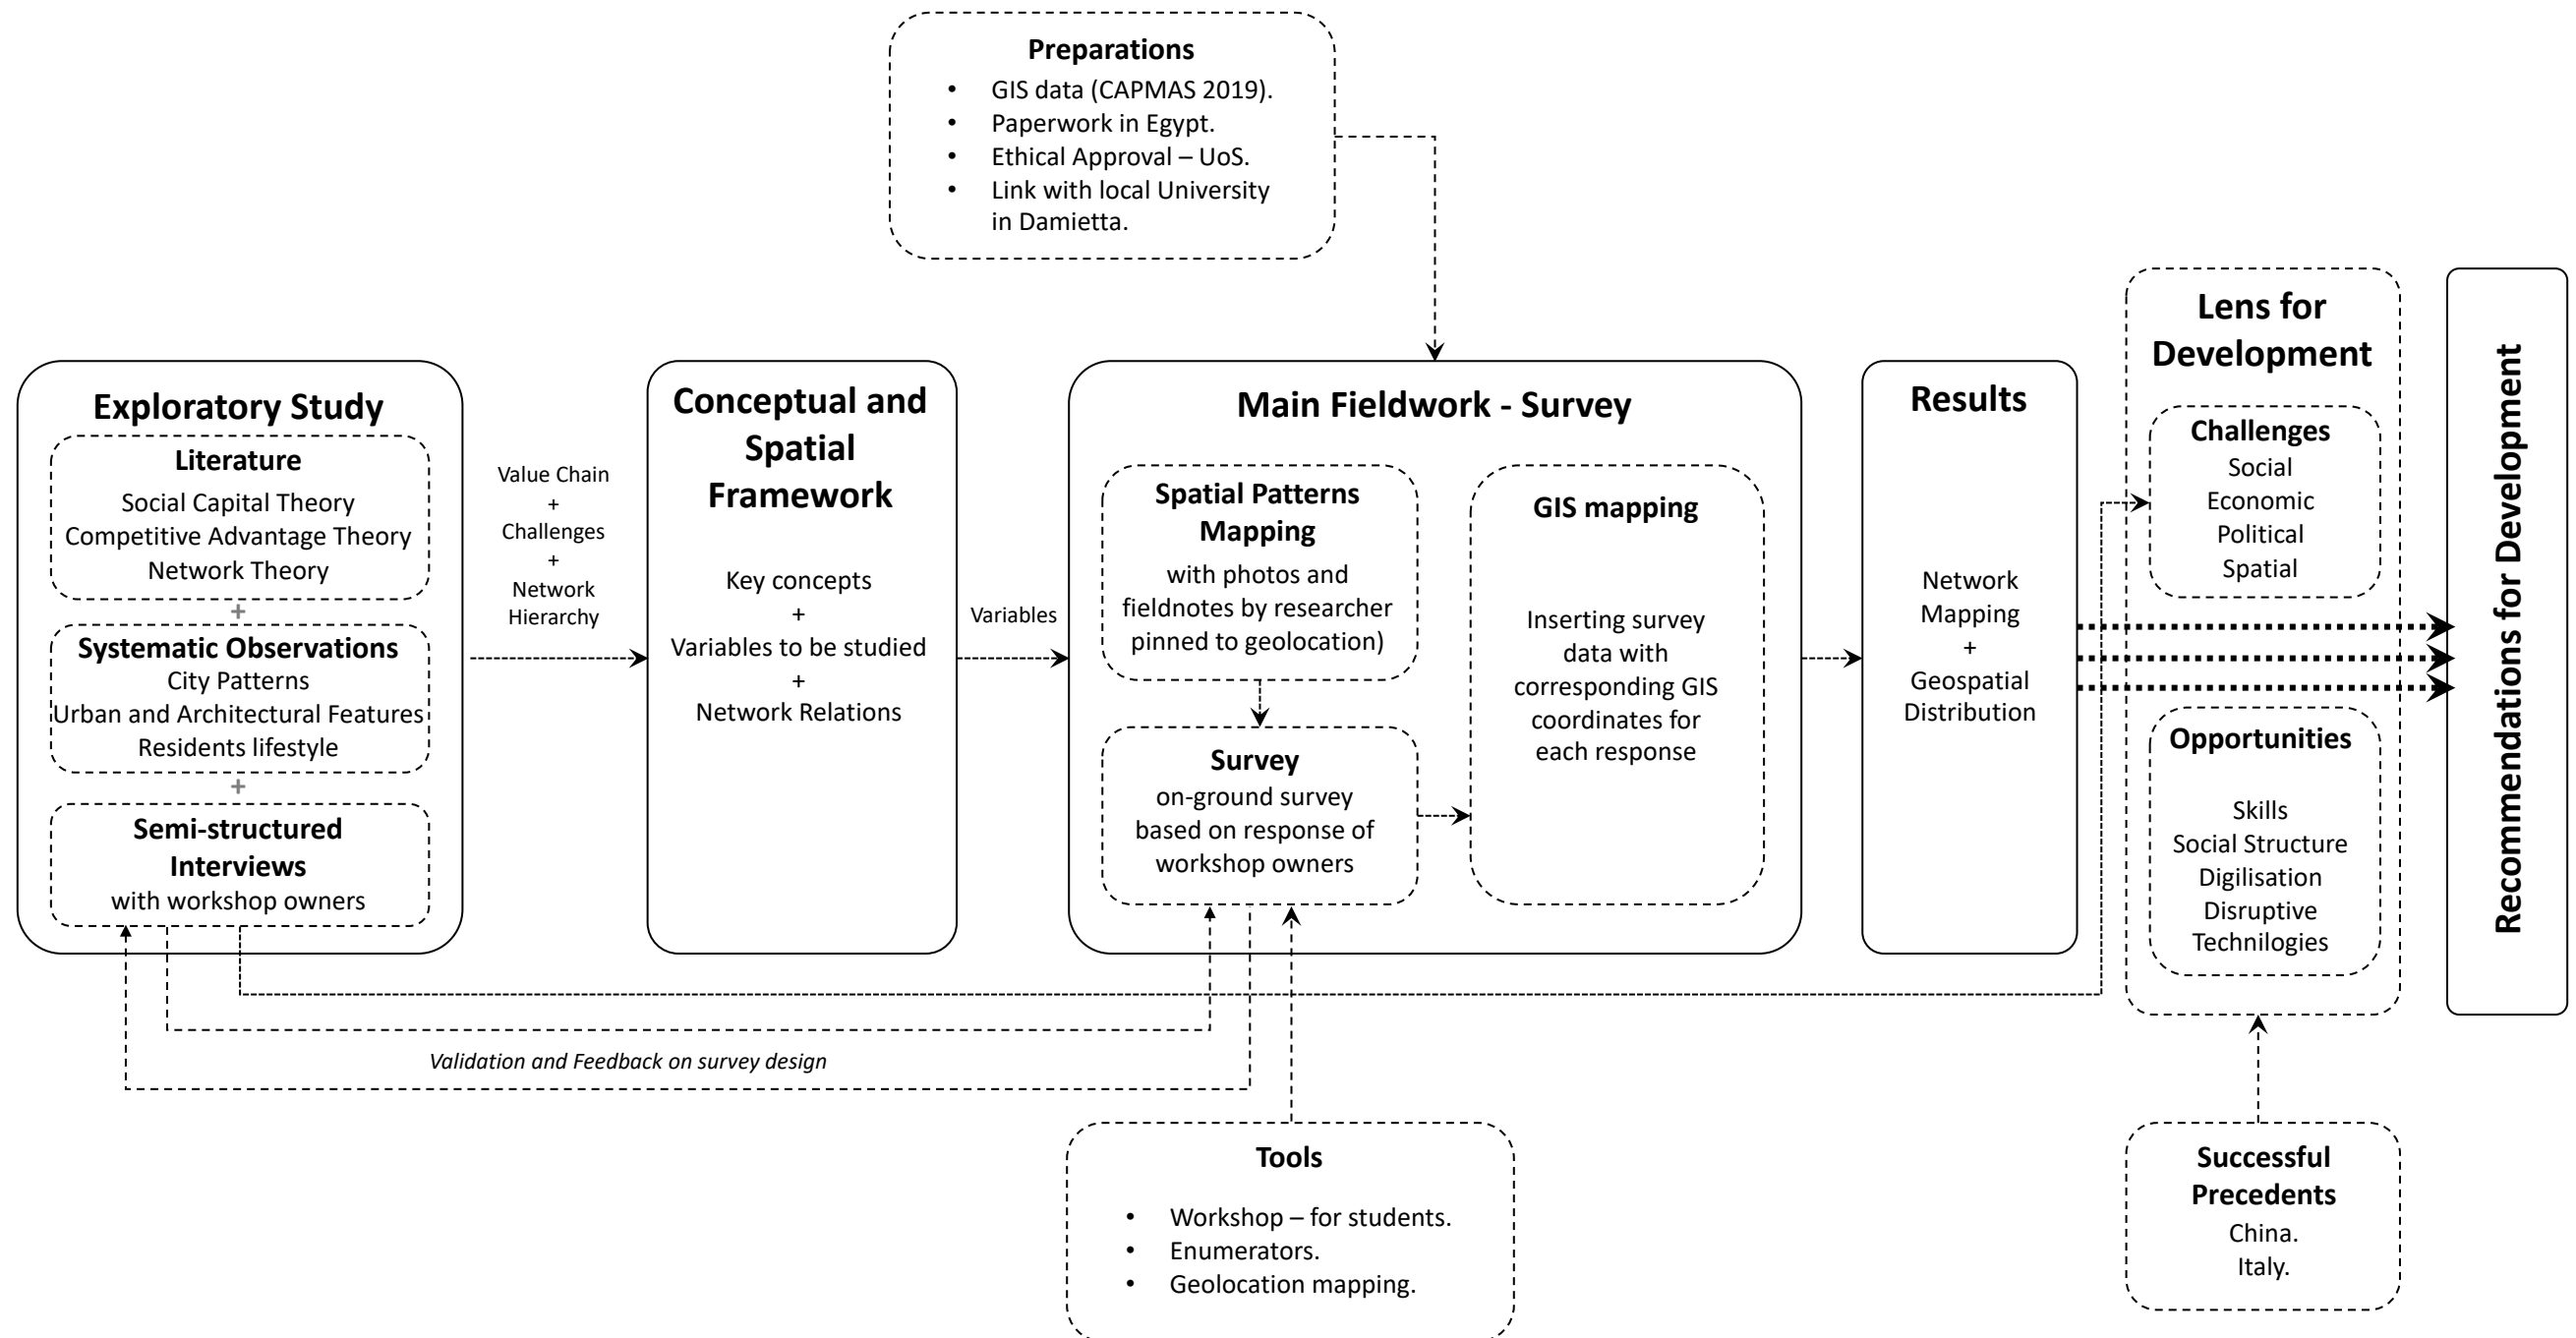 Preparations
• GIS data (CAPMAS 2019).
• Paperwork in Egypt.
• Ethical Approval – UoS.
• Link with local University
in Damietta.
Exploratory Study
Literature
Social Capital Theory
Competitive Advantage Theory
Network Theory
+
Systematic Observations
City Patterns
Urban and Architectural Features
Residents lifestyle
+
Semi-structured
Interviews
with workshop owners
Value Chain
+
Challenges
+
Network
Hierarchy
Conceptual and
Spatial
Framework
Key concepts
+
Variables to be studied
+
Network Relations
Variables
Main Fieldwork - Survey
Spatial Patterns
Mapping
with photos and
fieldnotes by researcher
pinned to geolocation)
Survey
on-ground survey
based on response of
workshop owners
GIS mapping
Inserting survey
data with
corresponding GIS
coordinates for
each response
Results
Network
Mapping
+
Geospatial
Distribution
Lens for
Development
Challenges
Social
Economic
Political
Spatial
Opportunities
Skills
Social Structure
Digilisation
Disruptive
Technilogies
Recommendations for Development
Validation and Feedback on survey design
Tools
• Workshop – for students.
• Enumerators.
• Geolocation mapping.
Successful
Precedents
China.
Italy.